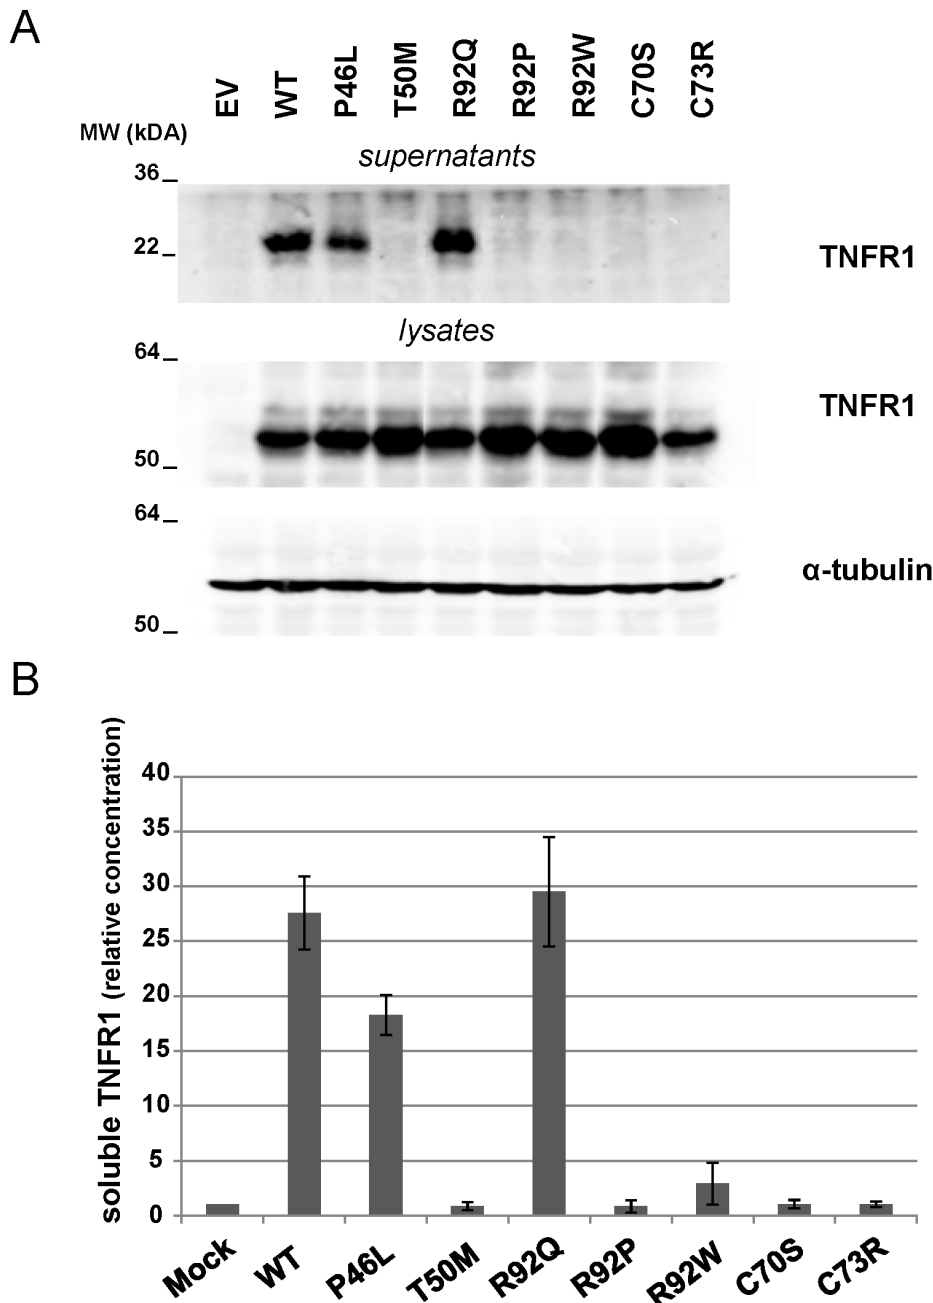 A
EV WT P46L T50M R92Q R92P R92W C70S C73R
MW (kDA)
supernatants
36
22
TNFR1
lysates
64
TNFR1
50
64
α-tubulin
50
B
soluble TNFR1 (relative concentration)
40
35
30
25
20
15
10
5
0
Mock WT P46L T50M R92Q R92P R92W C70S C73R